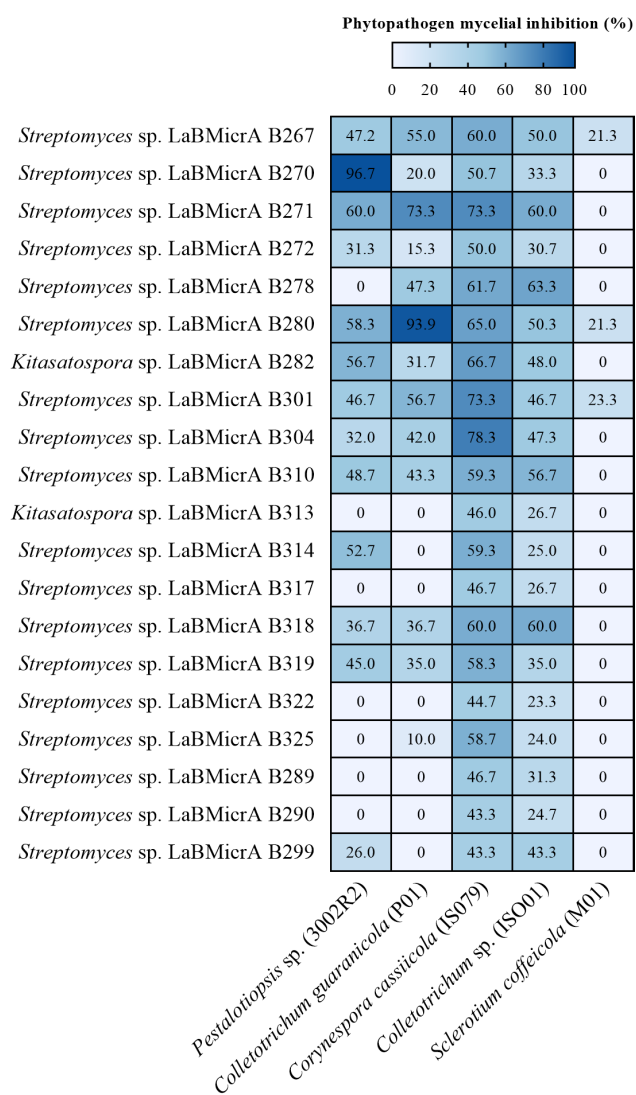 Phytopathogen mycelial inhibition (%)
0 20 40 60 80 100
Streptomyces sp. LaBMicrA B267 47.2 55.0 60.0 50.0 21.3
Streptomyces sp. LaBMicrA B270 96.7 20.0 50.7 33.3 0
Streptomyces sp. LaBMicrA B271 60.0 73.3 73.3 60.0 0
Streptomyces sp. LaBMicrA B272 31.3 15.3 50.0 30.7 0
Streptomyces sp. LaBMicrA B278 0 47.3 61.7 63.3 0
Streptomyces sp. LaBMicrA B280 58.3 93.9 65.0 50.3 21.3
Kitasatospora sp. LaBMicrA B282 56.7 31.7 66.7 48.0 0
Streptomyces sp. LaBMicrA B301 46.7 56.7 73.3 46.7 23.3
Streptomyces sp. LaBMicrA B304 32.0 42.0 78.3 47.3 0
Streptomyces sp. LaBMicrA B310 48.7 43.3 59.3 56.7 0
Kitasatospora sp. LaBMicrA B313 0 0 46.0 26.7 0
Streptomyces sp. LaBMicrA B314 52.7 0 59.3 25.0 0
Streptomyces sp. LaBMicrA B317 0 0 46.7 26.7 0
Streptomyces sp. LaBMicrA B318 36.7 36.7 60.0 60.0 0
Streptomyces sp. LaBMicrA B319 45.0 35.0 58.3 35.0 0
Streptomyces sp. LaBMicrA B322 0 0 44.7 23.3 0
Streptomyces sp. LaBMicrA B325 0 10.0 58.7 24.0 0
Streptomyces sp. LaBMicrA B289 0 0 46.7 31.3 0
Streptomyces sp. LaBMicrA B290 0 0 43.3 24.7 0
Streptomyces sp. LaBMicrA B299 26.0 0 43.3 43.3 0
Pestalotiopsis sp. (3002R2)
Colletotrichum guaranicola (P01)
Corynespora cassiicola (IS079)
Colletotrichum sp. (ISO01)
Sclerotium coffeicola (M01)